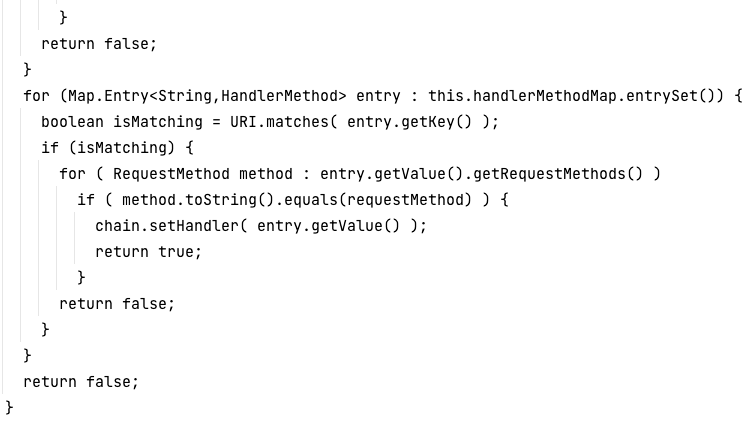 }
    return false;
  }
  for (Map.Entry<String,HandlerMethod> entry : this.handlerMethodMap.entrySet()) {
    boolean isMatching = URI.matches( entry.getKey() );
    if (isMatching) {
      for ( RequestMethod method : entry.getValue().getRequestMethods() )
        if ( method.toString().equals(requestMethod) ) {
          chain.setHandler( entry.getValue() );
          return true;
        }
      return false;
    }
  }
  return false;
}